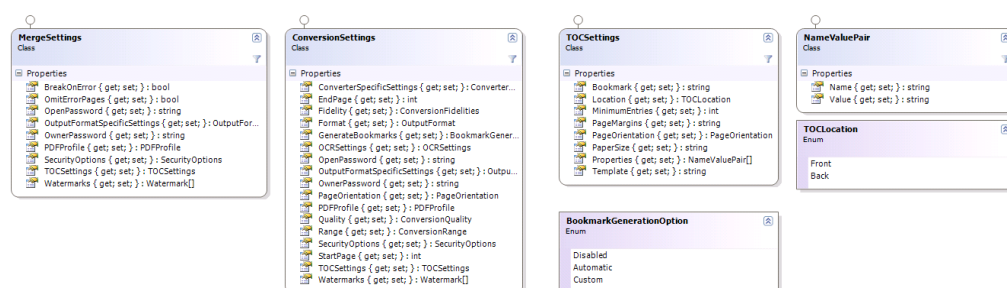 MergeSettings
Class
Properties
BreakOnError { get; set; } : bool
OmitErrorPages { get; set; } : bool
OpenPassword { get; set; } : string
OutputFormatSpecificSettings { get; set; } : OutputFor...
OwnerPassword { get; set; } : string
PDFProfile { get; set; } : PDFProfile
SecurityOptions { get; set; } : SecurityOptions
TOCSettings { get; set; } : TOCSettings
Watermarks { get; set; } : Watermark[]
ConversionSettings
Class
Properties
ConverterSpecificSettings { get; set; } : Converter...
EndPage { get; set; } : int
Fidelity { get; set; } : ConversionFidelities
Format { get; set; } : OutputFormat
GenerateBookmarks { get; set; } : BookmarkGener...
OCRSettings { get; set; } : OCRSettings
OpenPassword { get; set; } : string
OutputFormatSpecificSettings { get; set; } : Outpu...
OwnerPassword { get; set; } : string
PageOrientation { get; set; } : PageOrientation
PDFProfile { get; set; } : PDFProfile
Quality { get; set; } : ConversionQuality
Range { get; set; } : ConversionRange
SecurityOptions { get; set; } : SecurityOptions
StartPage { get; set; } : int
TOCSettings { get; set; } : TOCSettings
Watermarks { get; set; } : Watermark[]
TOCSettings
Class
Properties
Bookmark { get; set; } : string
Location { get; set; } : TOCLocation
MinimumEntries { get; set; } : int
PageMargins { get; set; } : string
PageOrientation { get; set; } : PageOrientation
PaperSize { get; set; } : string
Properties { get; set; } : NameValuePair[]
Template { get; set; } : string
BookmarkGenerationOption
Enum
Disabled
Automatic
Custom
NameValuePair
Class
Properties
Name { get; set; } : string
Value { get; set; } : string
TOCLocation
Enum
Front
Back